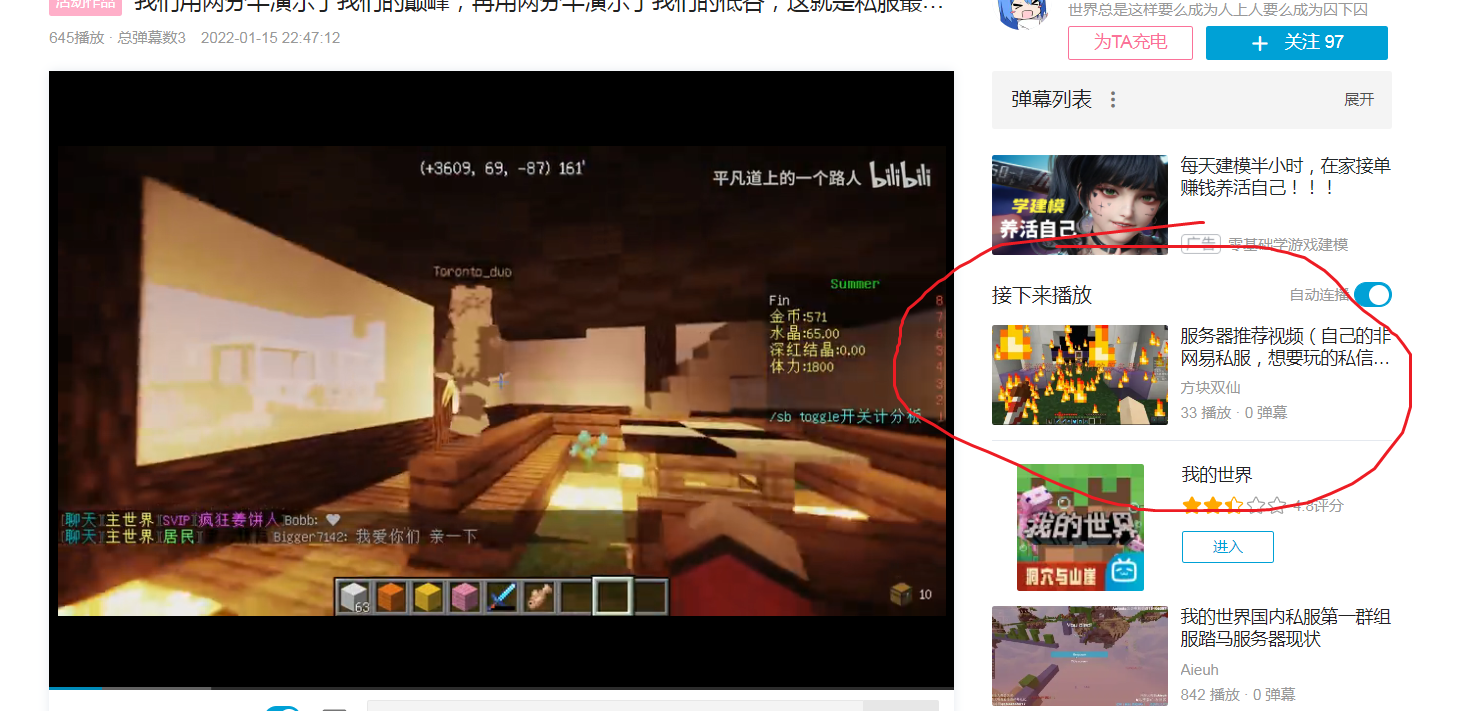 活动作品 我们用两分半演示了我们的巅峰，再用两分半演示了我们的低谷，这就是私服最…
645播放 · 总弹幕数3 2022-01-15 22:47:12
世界总是这样要么成为人上人要么成为囚下囚
为TA充电
+ 关注 97
弹幕列表
展开
(+3609, 69, -87) 161'
平凡道上的一个路人 bilibili
Toronto_duo
Summer
Fin 8
金币:571 7
水晶:65.00 6
深红结晶:0.00 5
体力:1800 4
3
2
/sb toggle开关计分板 1
[聊天][主世界][SVIP][疯狂姜饼人]Bobb: ❤
[聊天][主世界][居民] Bigger7142: 我爱你们 亲一下
63
10
学建模
养活自己
每天建模半小时，在家接单
赚钱养活自己！！！
广告 零基础学游戏建模
接下来播放
自动连播
服务器推荐视频（自己的非
网易私服，想要玩的私信…
方块双仙
33 播放 · 0 弹幕
我的世界
洞穴与山崖
我的世界
4.8评分
进入
我的世界国内私服第一群组
服踏马服务器现状
Aieuh
842 播放 · 0 弹幕